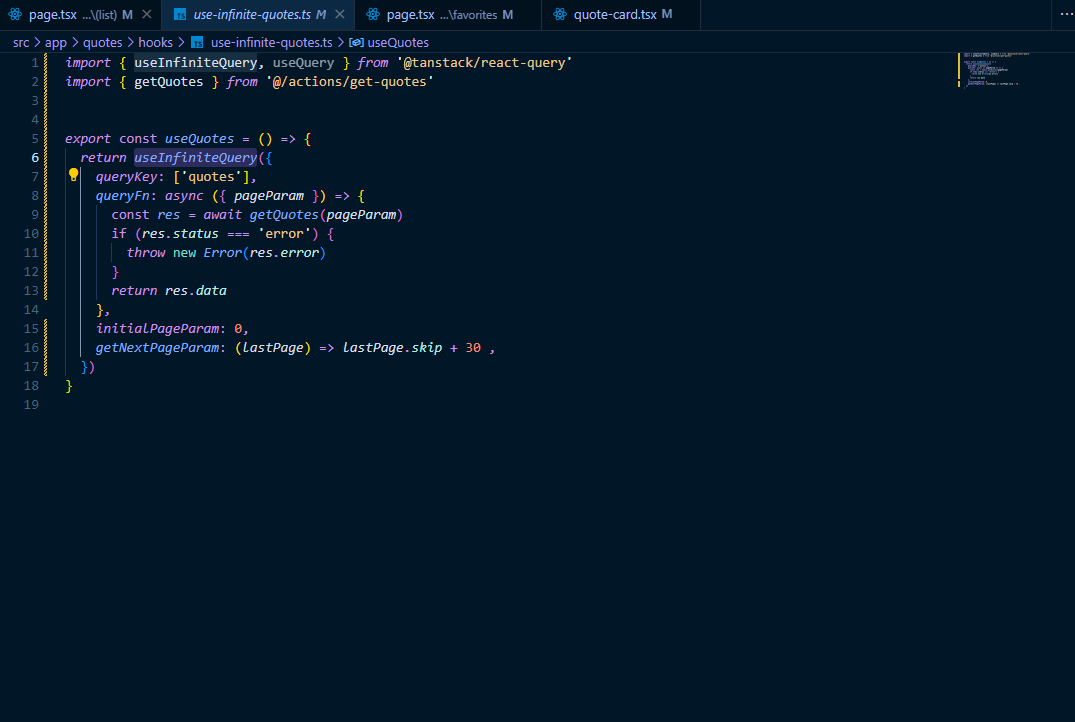 page.tsx ...\(list) M
use-infinite-quotes.ts M
page.tsx ...\favorites M
quote-card.tsx M
src > app > quotes > hooks > TS use-infinite-quotes.ts > useQuotes
1 import { useInfiniteQuery, useQuery } from '@tanstack/react-query'
2 import { getQuotes } from '@/actions/get-quotes'
3
4
5 export const useQuotes = () => {
6 return useInfiniteQuery({
7 queryKey: ['quotes'],
8 queryFn: async ({ pageParam }) => {
9 const res = await getQuotes(pageParam)
10 if (res.status === 'error') {
11 throw new Error(res.error)
12 }
13 return res.data
14 },
15 initialPageParam: 0,
16 getNextPageParam: (lastPage) => lastPage.skip + 30 ,
17 })
18 }
19